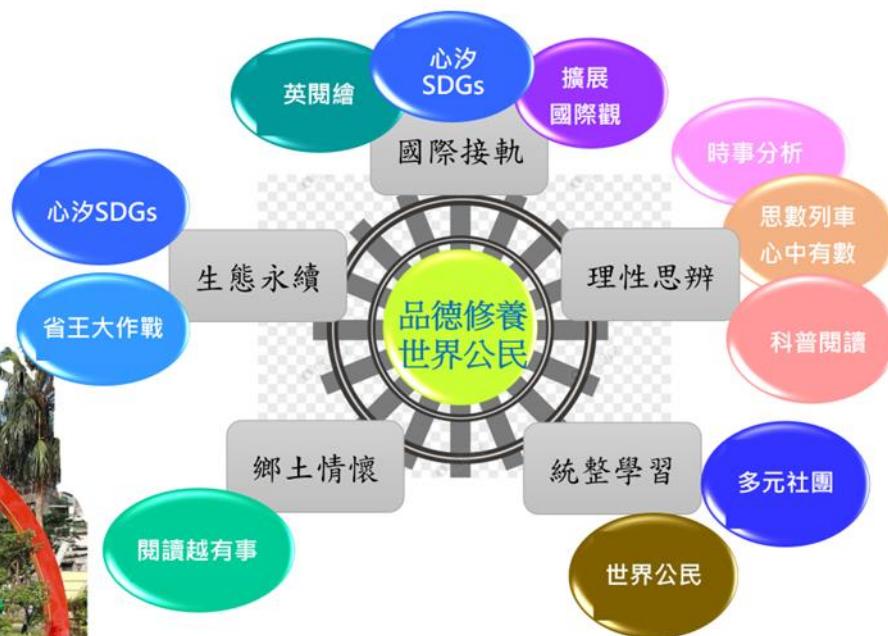 英閱繪
心汐
SDGs
擴展
國際觀
國際接軌
時事分析
思數列車
心中有數
科普閱讀
理性思辨
心汐SDGs
省王大作戰
生態永續
品德修養
世界公民
鄉土情懷
閱讀越有事
統整學習
多元社團
世界公民